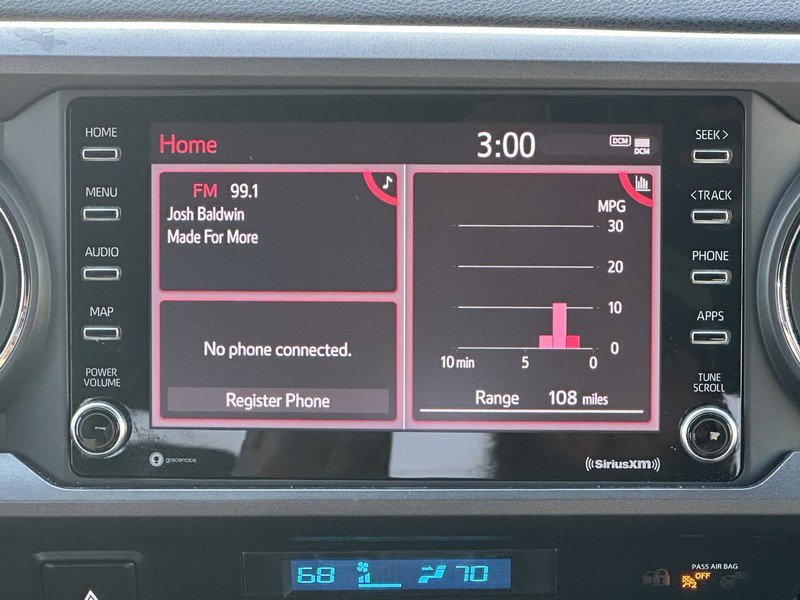 HOME
MENU
AUDIO
MAP
POWER
VOLUME
Home
3:00
DCM
DCM
FM 99.1
Josh Baldwin
Made For More
No phone connected.
Register Phone
MPG
30
20
10
0
10 min 5 0
Range 108 miles
SEEK >
< TRACK
PHONE
APPS
TUNE
SCROLL
gracenote
((SiriusXM))
68
70
PASS AIR BAG
OFF
2